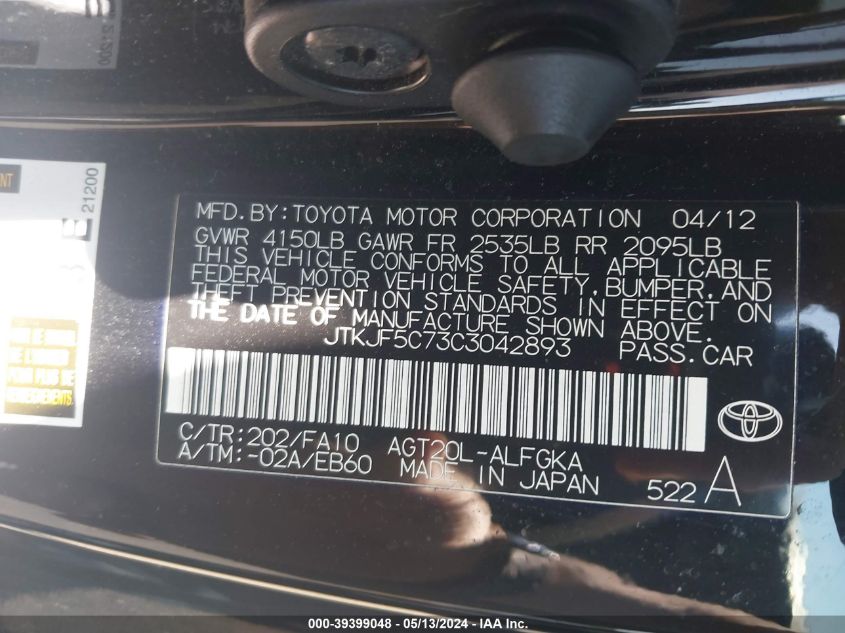 MFD.BY:TOYOTA MOTOR CORPORATION 04/12
GVWR 4150LB GAWR FR 2535LB RR 2095LB
THIS VEHICLE CONFORMS TO ALL APPLICABLE
FEDERAL MOTOR VEHICLE SAFETY,BUMPER,AND
THEFT PREVENTION STANDARDS IN EFFECT ON
THE DATE OF MANUFACTURE SHOWN ABOVE.
JTKJF5C73C3042893 PASS.CAR
C/TR:202/FA10 AGT20L-ALFGKA
A/TM:-02A/EB60 MADE IN JAPAN 522 A
21200
000-39399048 - 05/13/2024 - IAA Inc.